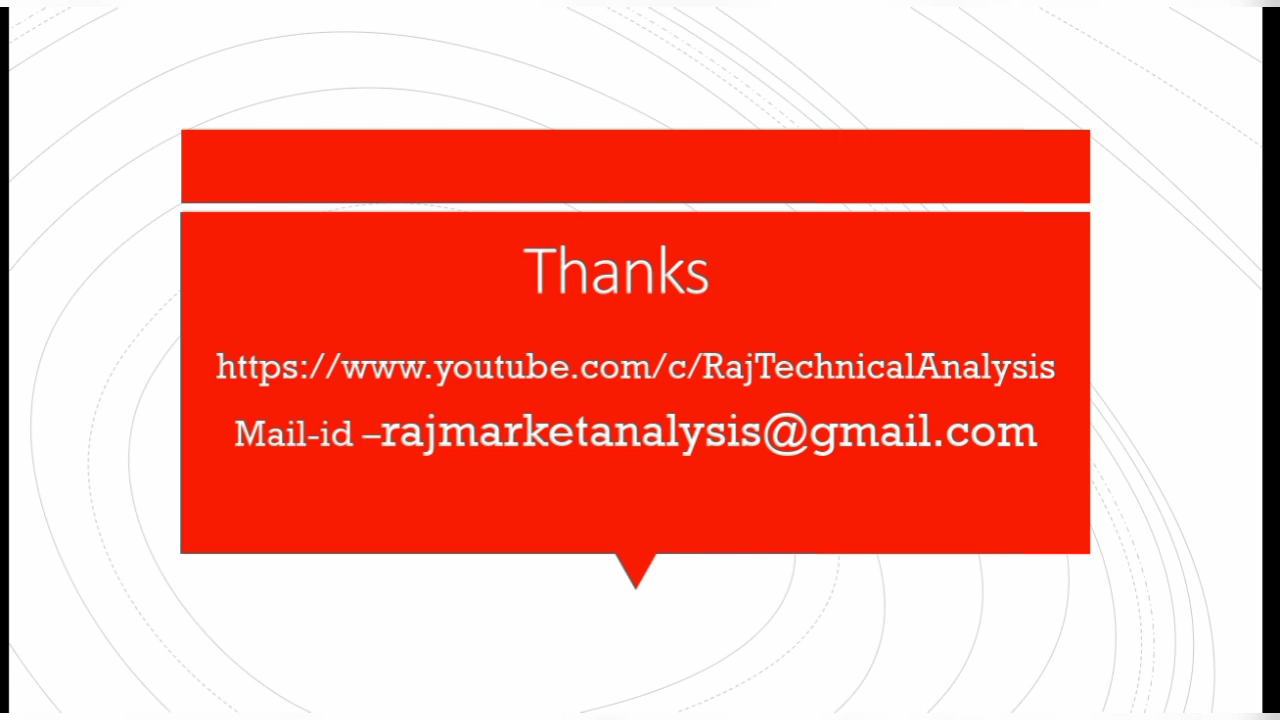 Thanks
https://www.youtube.com/c/RajTechnicalAnalysis
Mail-id –rajmarketanalysis@gmail.com